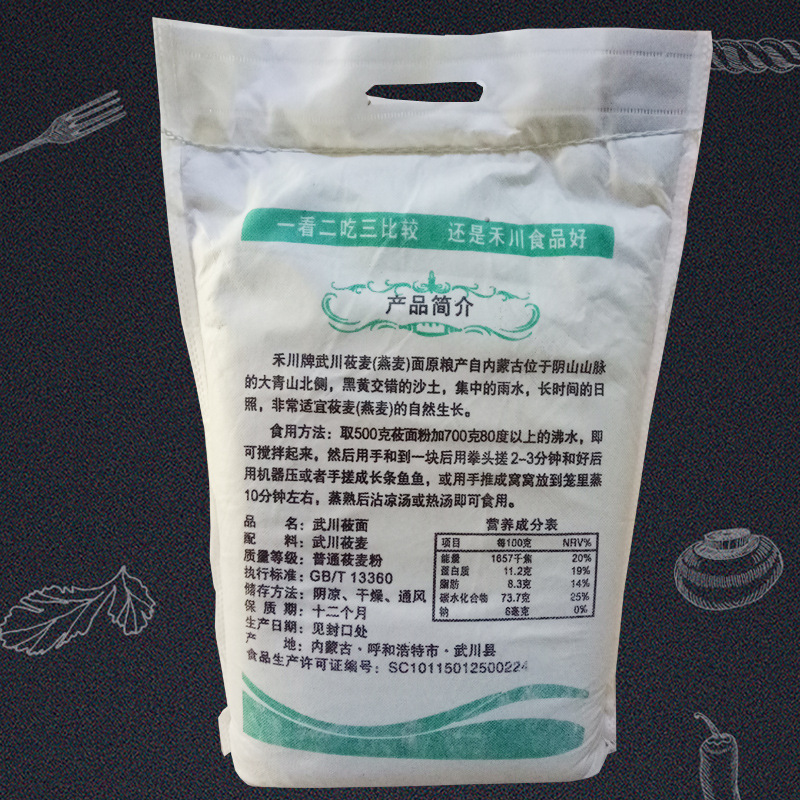 一看二吃三比较 还是禾川食品好
产品简介
禾川牌武川莜麦(燕麦)面原粮产自内蒙古位于阴山山脉
的大青山北侧，黑黄交错的沙土，集中的雨水，长时间的日
照，非常适宜莜麦(燕麦)的自然生长。
食用方法：取500克莜面粉加700克80度以上的沸水，即
可搅拌起来，然后用手和到一块后用拳头搓2--3分钟和好后
用机器压或者手搓成长条鱼鱼，或用手推成窝窝放到笼里蒸
10分钟左右，蒸熟后沾凉汤或热汤即可食用。
品 名：武川莜面
配 料：武川莜麦
质量等级：普通莜麦粉
执行标准：GB/T 13360
储存方法：阴凉、干燥、通风
保 质 期：十二个月
生产日期：见封口处
产 地：内蒙古·呼和浩特市·武川县
食品生产许可证编号：SC10115012500224
营养成分表
项目 每100克 NRV%
能量 1657千焦 20%
蛋白质 11.2克 19%
脂肪 8.3克 14%
碳水化合物 73.7克 25%
钠 6毫克 0%